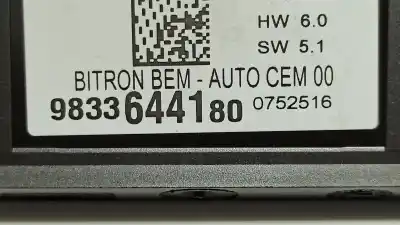 HW 6.0
SW 5.1
BITRON BEM - AUTO CEM 00
9833644180 0752516